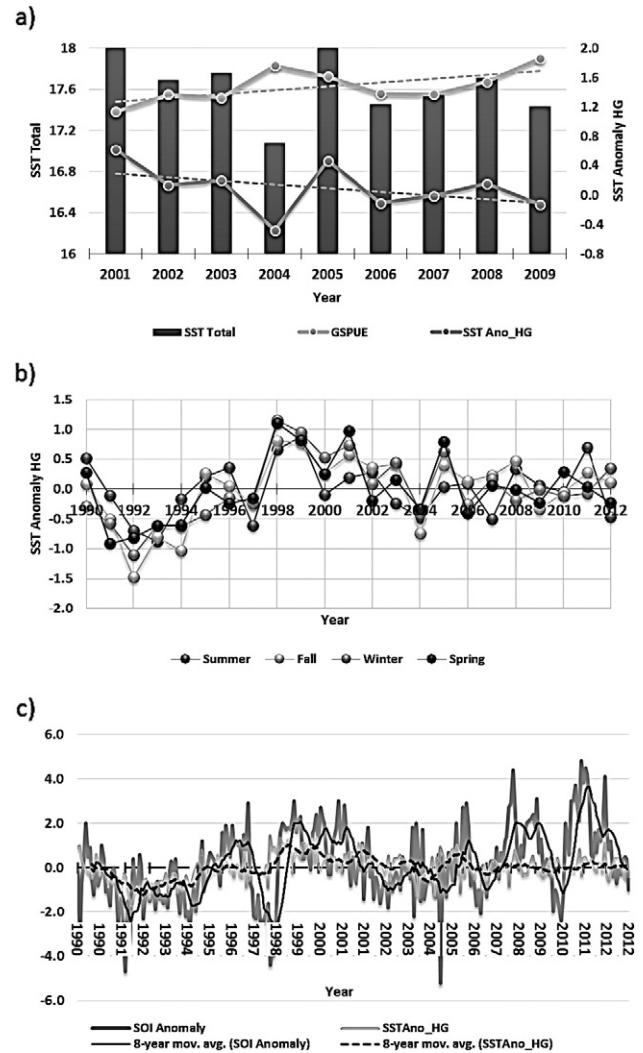 a)
18
17.6
17.2
16.8
16.4
16
SST Total
2.0
1.6
1.2
0.8
0.4
0.0
-0.4
-0.8
SST Anomaly HG
2001 2002 2003 2004 2005 2006 2007 2008 2009
Year
SST Total GSPUE SST Ano_HG
b)
1.5
1.0
0.5
0.0
-0.5
-1.0
-1.5
-2.0
SST Anomaly HG
1990 1992 1994 1996 1998 2000 2002 2004 2006 2008 2010 2012
Year
Summer Fall Winter Spring
c)
6.0
4.0
2.0
0.0
-2.0
-4.0
-6.0
1990 1990 1991 1992 1993 1994 1995 1996 1997 1998 1999 2000 2001 2001 2002 2003 2004 2005 2006 2007 2008 2009 2010 2011 2012 2012
Year
SOI Anomaly SSTAno_HG
8-year mov. avg. (SOI Anomaly) 8-year mov. avg. (SSTAno_HG)